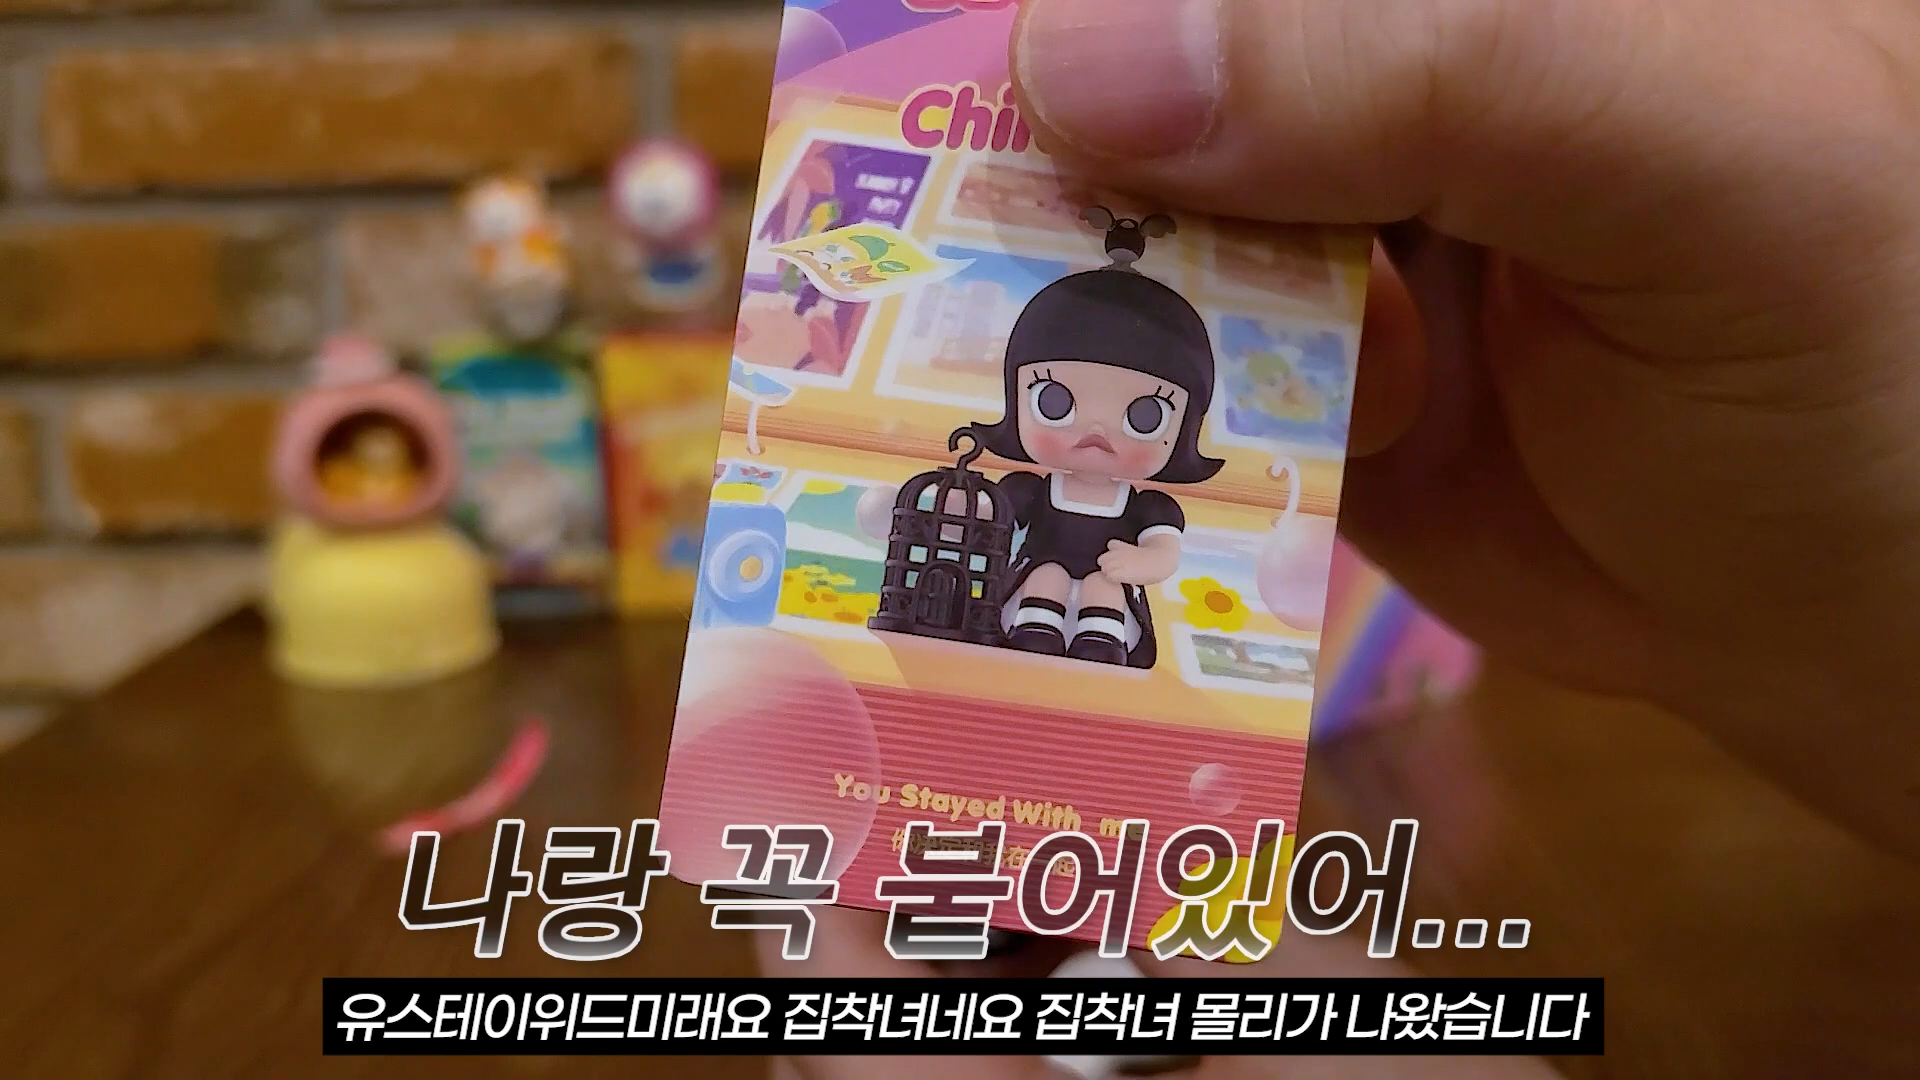 You Stayed With me
나랑 꼭 붙어있어...
유스테이위드미래요 집착녀네요 집착녀 몰리가 나왔습니다